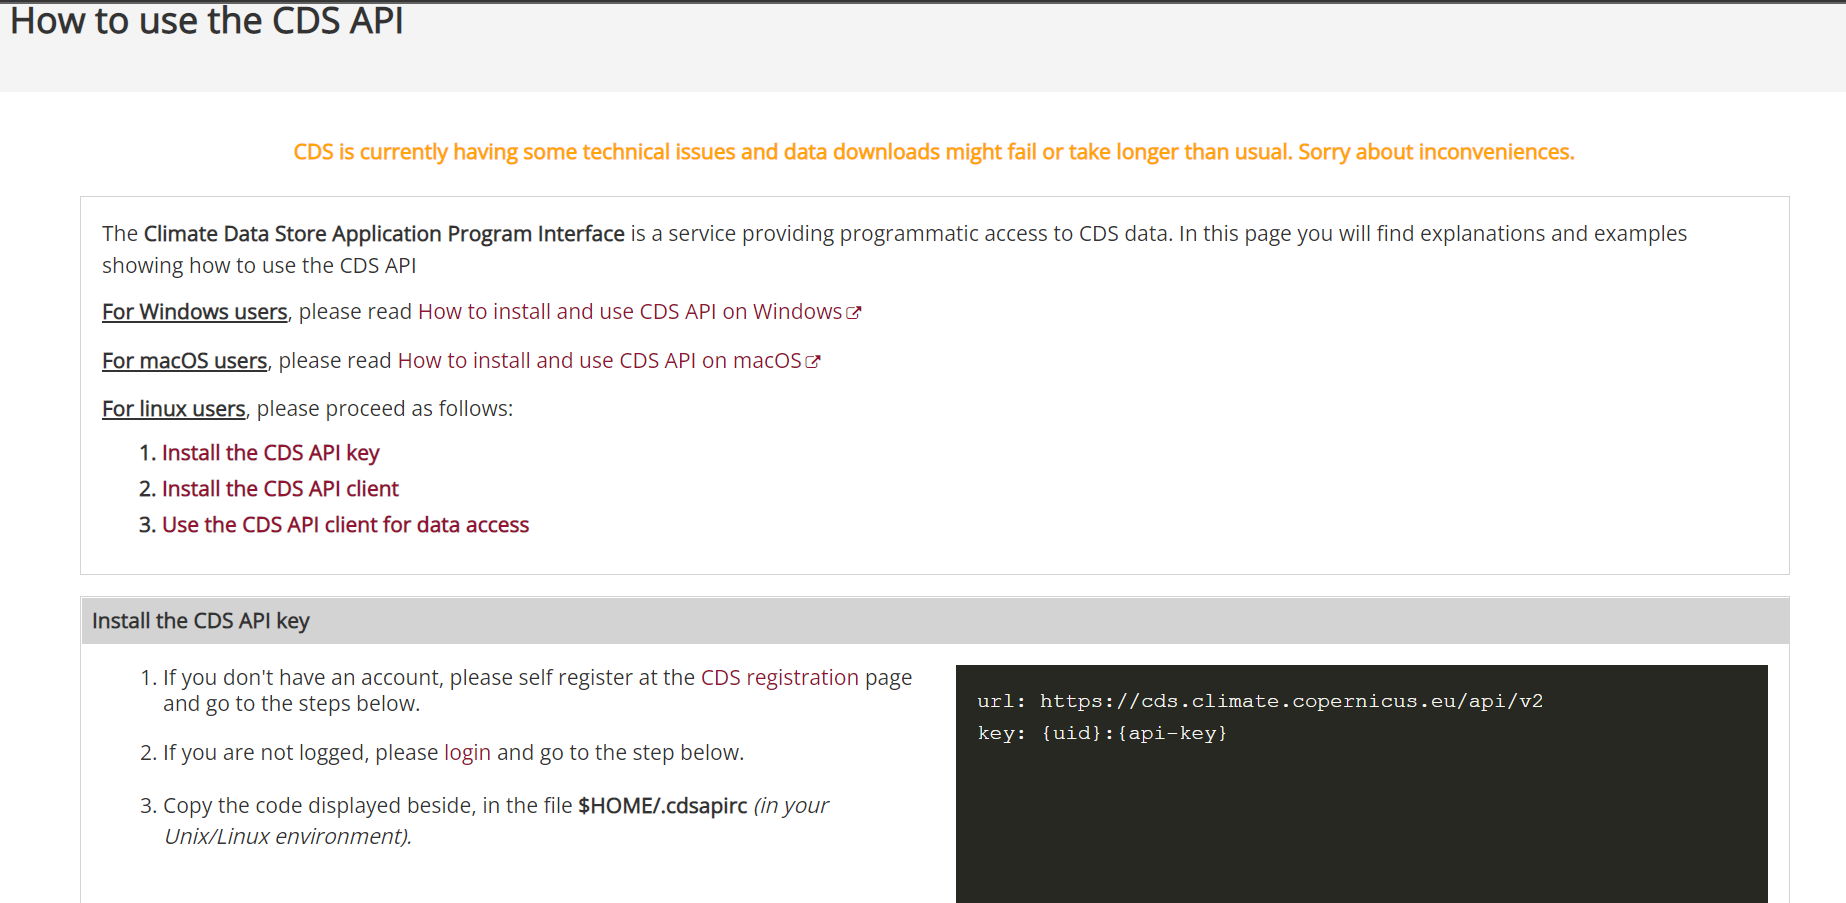 How to use the CDS API
CDS is currently having some technical issues and data downloads might fail or take longer than usual. Sorry about inconveniences.
The Climate Data Store Application Program Interface is a service providing programmatic access to CDS data. In this page you will find explanations and examples
showing how to use the CDS API
For Windows users, please read How to install and use CDS API on Windows
For macOS users, please read How to install and use CDS API on macOS
For linux users, please proceed as follows:
1. Install the CDS API key
2. Install the CDS API client
3. Use the CDS API client for data access
Install the CDS API key
1. If you don't have an account, please self register at the CDS registration page
and go to the steps below.
2. If you are not logged, please login and go to the step below.
3. Copy the code displayed beside, in the file $HOME/.cdsapirc (in your
Unix/Linux environment).
url: https://cds.climate.copernicus.eu/api/v2
key: {uid}:{api-key}